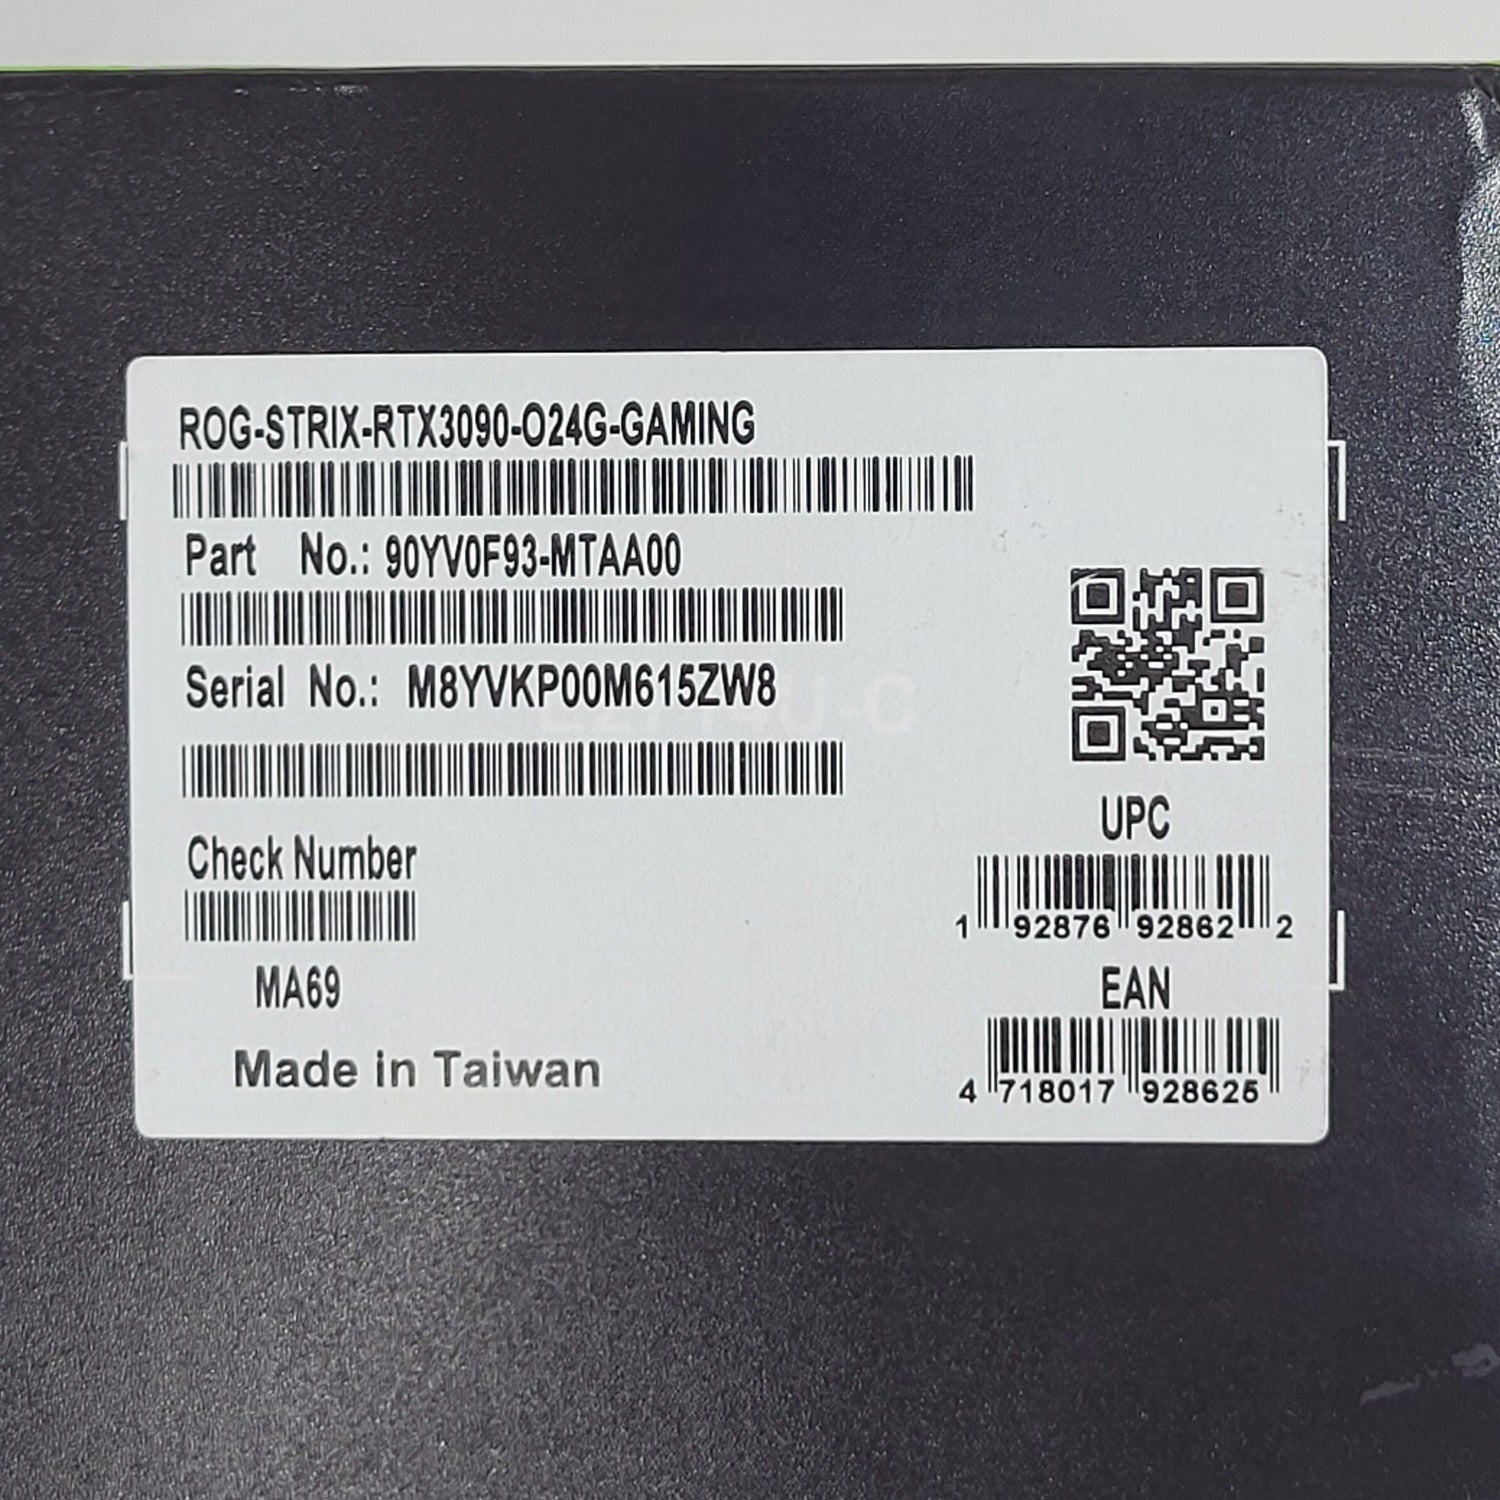 ROG-STRIX-RTX3090-O24G-GAMING
Part No.: 90YV0F93-MTAA00
Serial No.: M8YVKP00M615ZW8
Check Number
MA69
Made in Taiwan
UPC
1 92876 92862 2
EAN
4 718017 928625